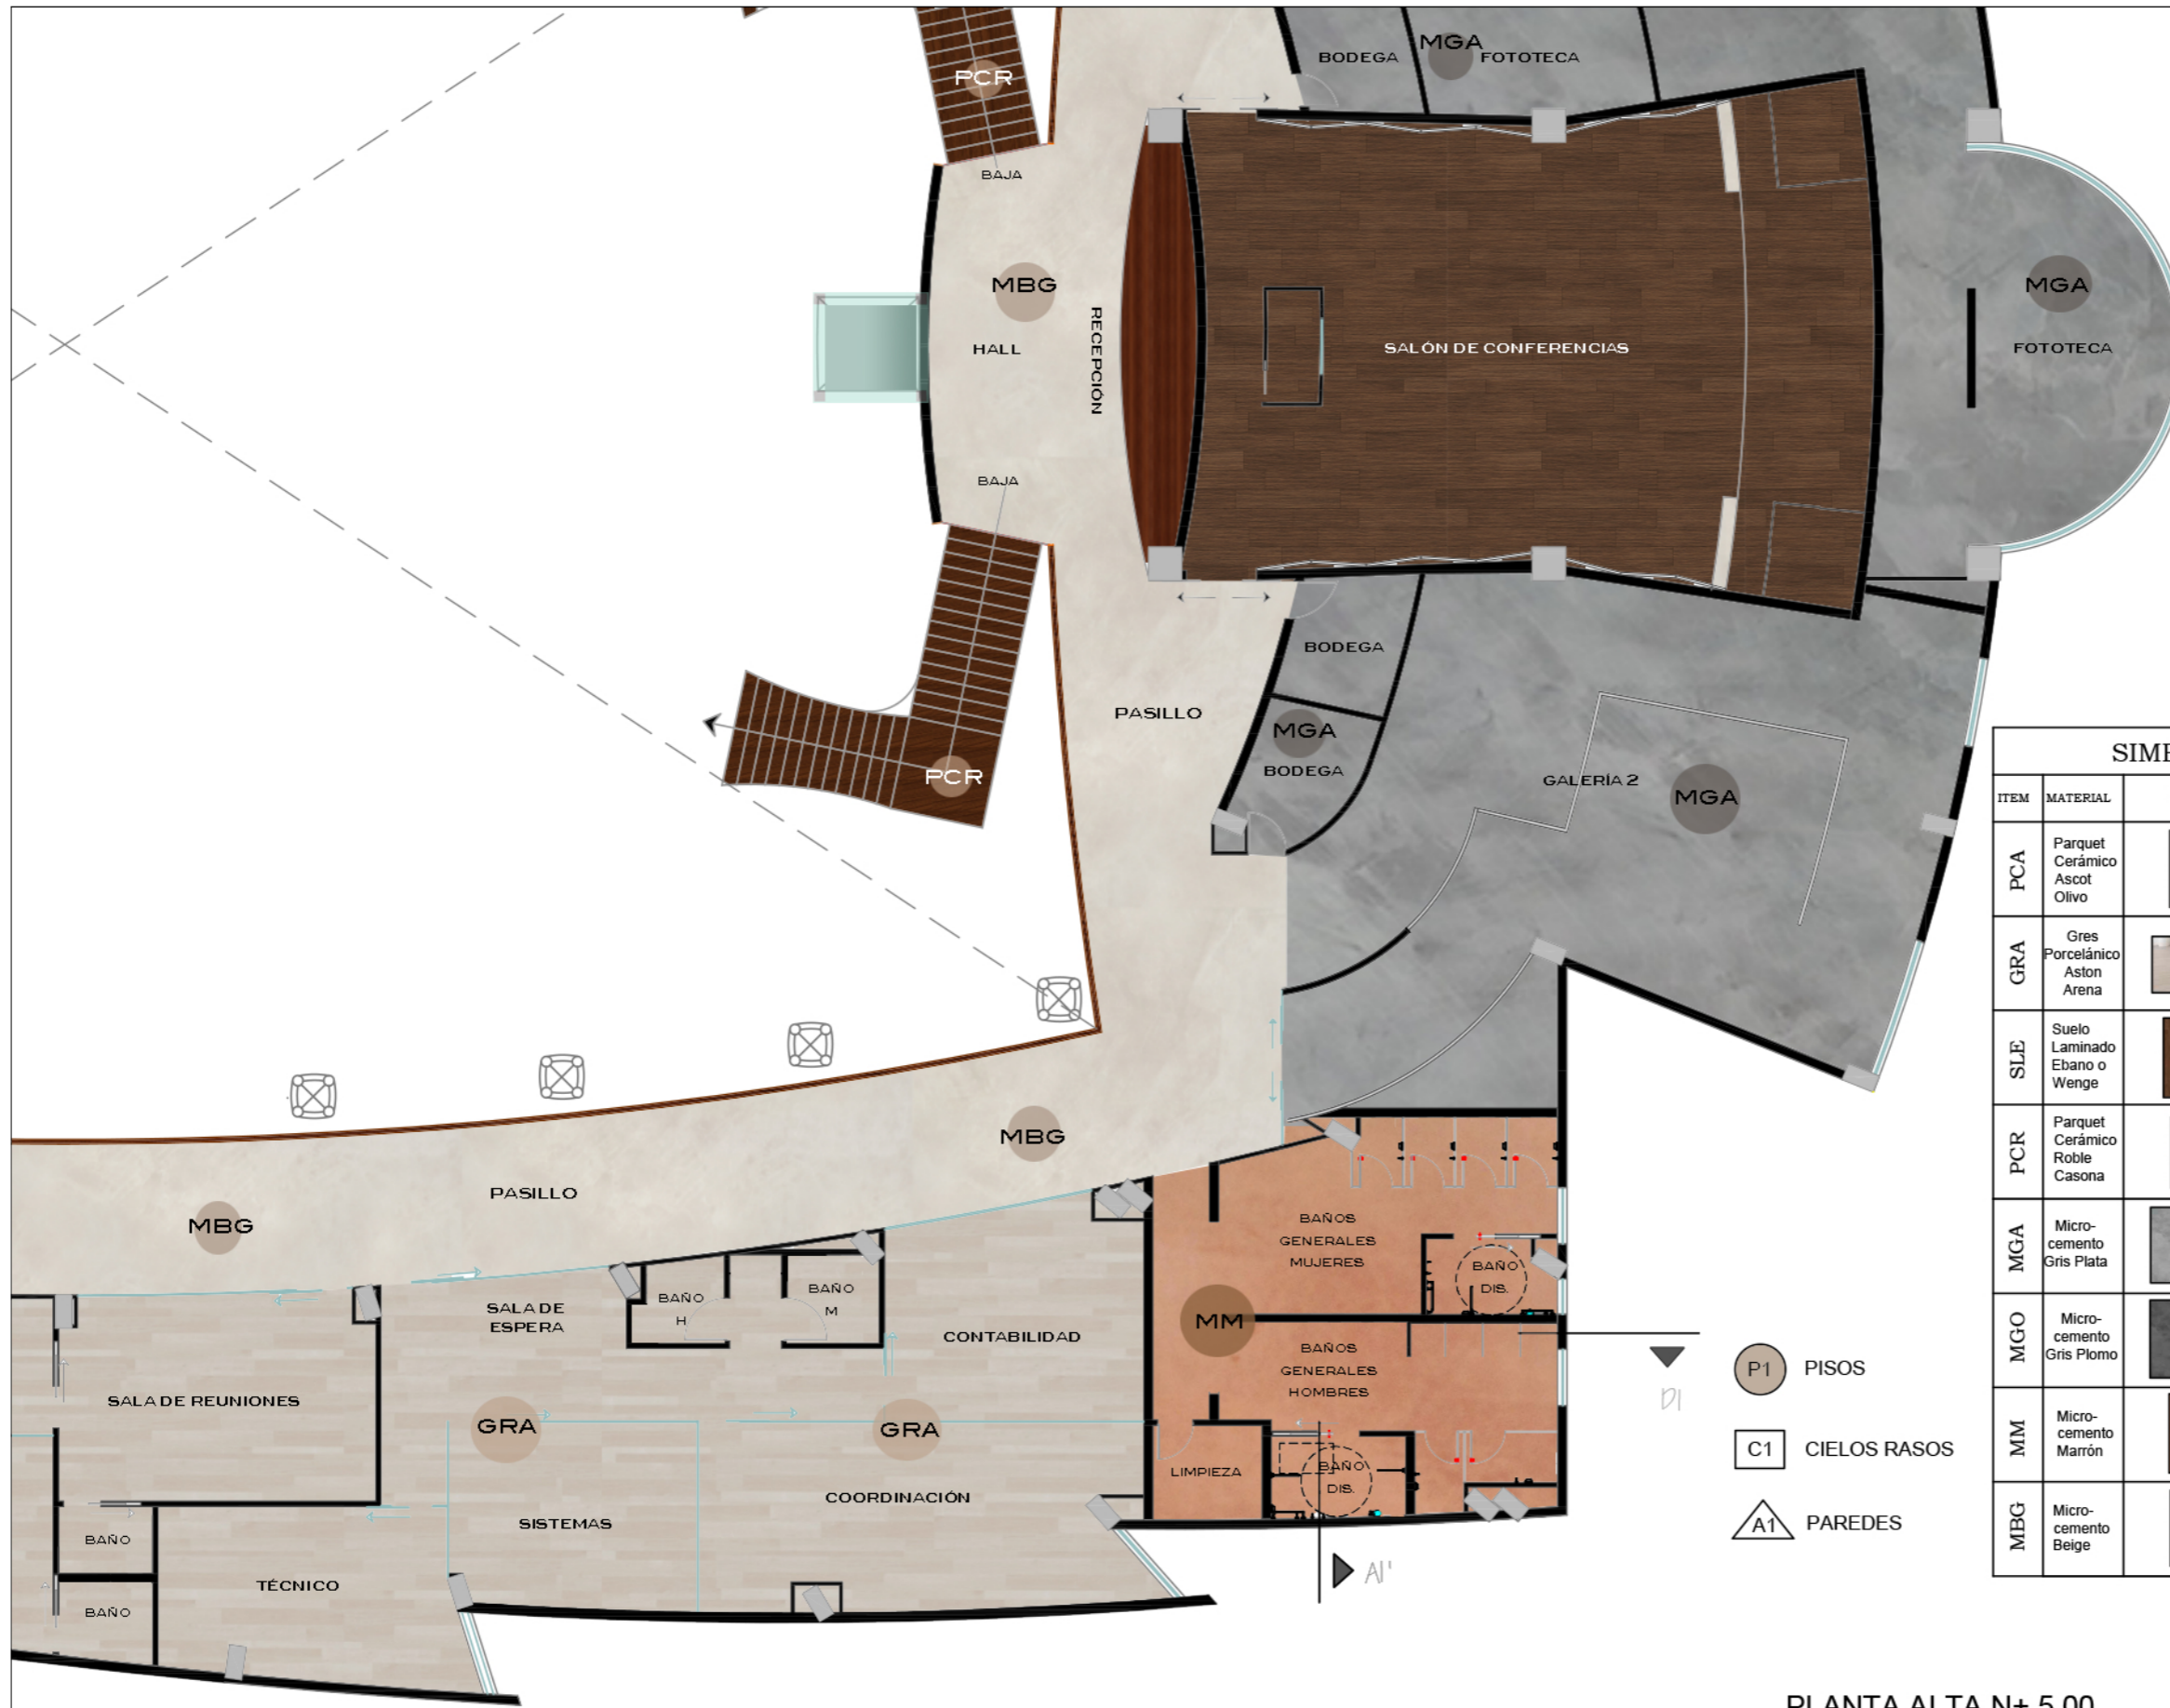 BODEGA
MGA
FOTOTECA
PCR
BAJA
MBG
HALL
RECEPCIÓN
SALÓN DE CONFERENCIAS
MGA
FOTOTECA
BAJA
BODEGA
PASILLO
MGA
BODEGA
PCR
GALERÍA 2
MGA
MBG
PASILLO
MBG
BAÑOS
GENERALES
MUJERES
BAÑO
DIS.
SALA DE
ESPERA
BAÑO
H
BAÑO
M
CONTABILIDAD
MM
BAÑOS
GENERALES
HOMBRES
SALA DE REUNIONES
GRA
GRA
LIMPIEZA
BAÑO
DIS.
COORDINACIÓN
SISTEMAS
BAÑO
TÉCNICO
BAÑO
D1
A1'
P1 PISOS
C1 CIELOS RASOS
A1 PAREDES
ITEM MATERIAL
PCA
Parquet
Cerámico
Ascot
Olivo
GRA
Gres
Porcelánico
Aston
Arena
SLE
Suelo
Laminado
Ebano o
Wenge
PCR
Parquet
Cerámico
Roble
Casona
MGA
Micro-
cemento
Gris Plata
MGO
Micro-
cemento
Gris Plomo
MM
Micro-
cemento
Marrón
MBG
Micro-
cemento
Beige
PLANTA ALTA N+ 5.00